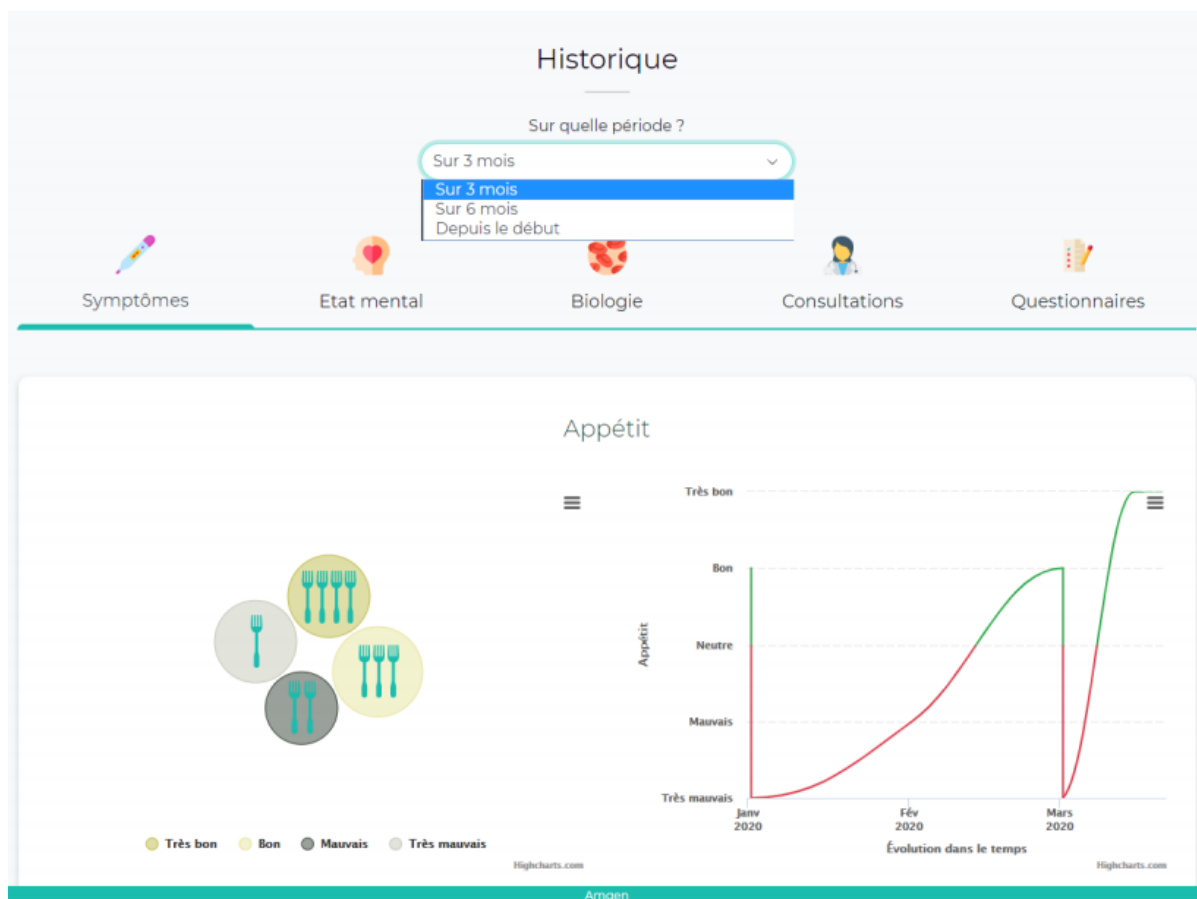 Historique
Sur quelle période ?
Sur 3 mois
Sur 3 mois
Sur 6 mois
Depuis le début
Symptômes
Etat mental
Biologie
Consultations
Questionnaires
Appétit
Très bon
Bon
Mauvais
Très mauvais
Highcharts.com
Très bon
Bon
Neutre
Mauvais
Très mauvais
Appétit
Janv
2020
Fév
2020
Mars
2020
Évolution dans le temps
Highcharts.com
Amgen